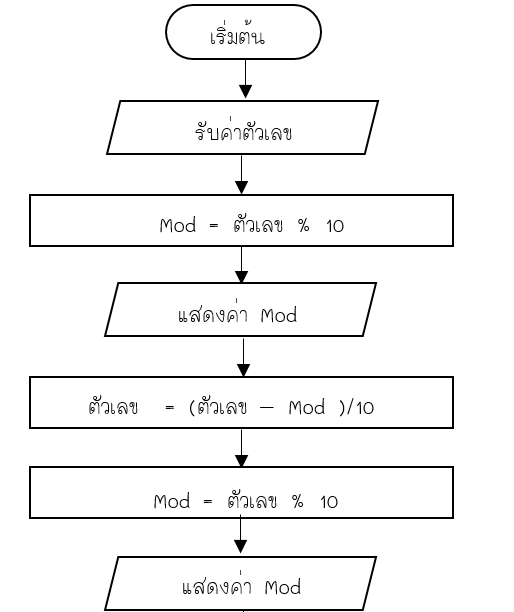 เริ่มต้น
รับค่าตัวเลข
Mod = ตัวเลข % 10
แสดงค่า Mod
ตัวเลข = (ตัวเลข – Mod )/10
Mod = ตัวเลข % 10
แสดงค่า Mod